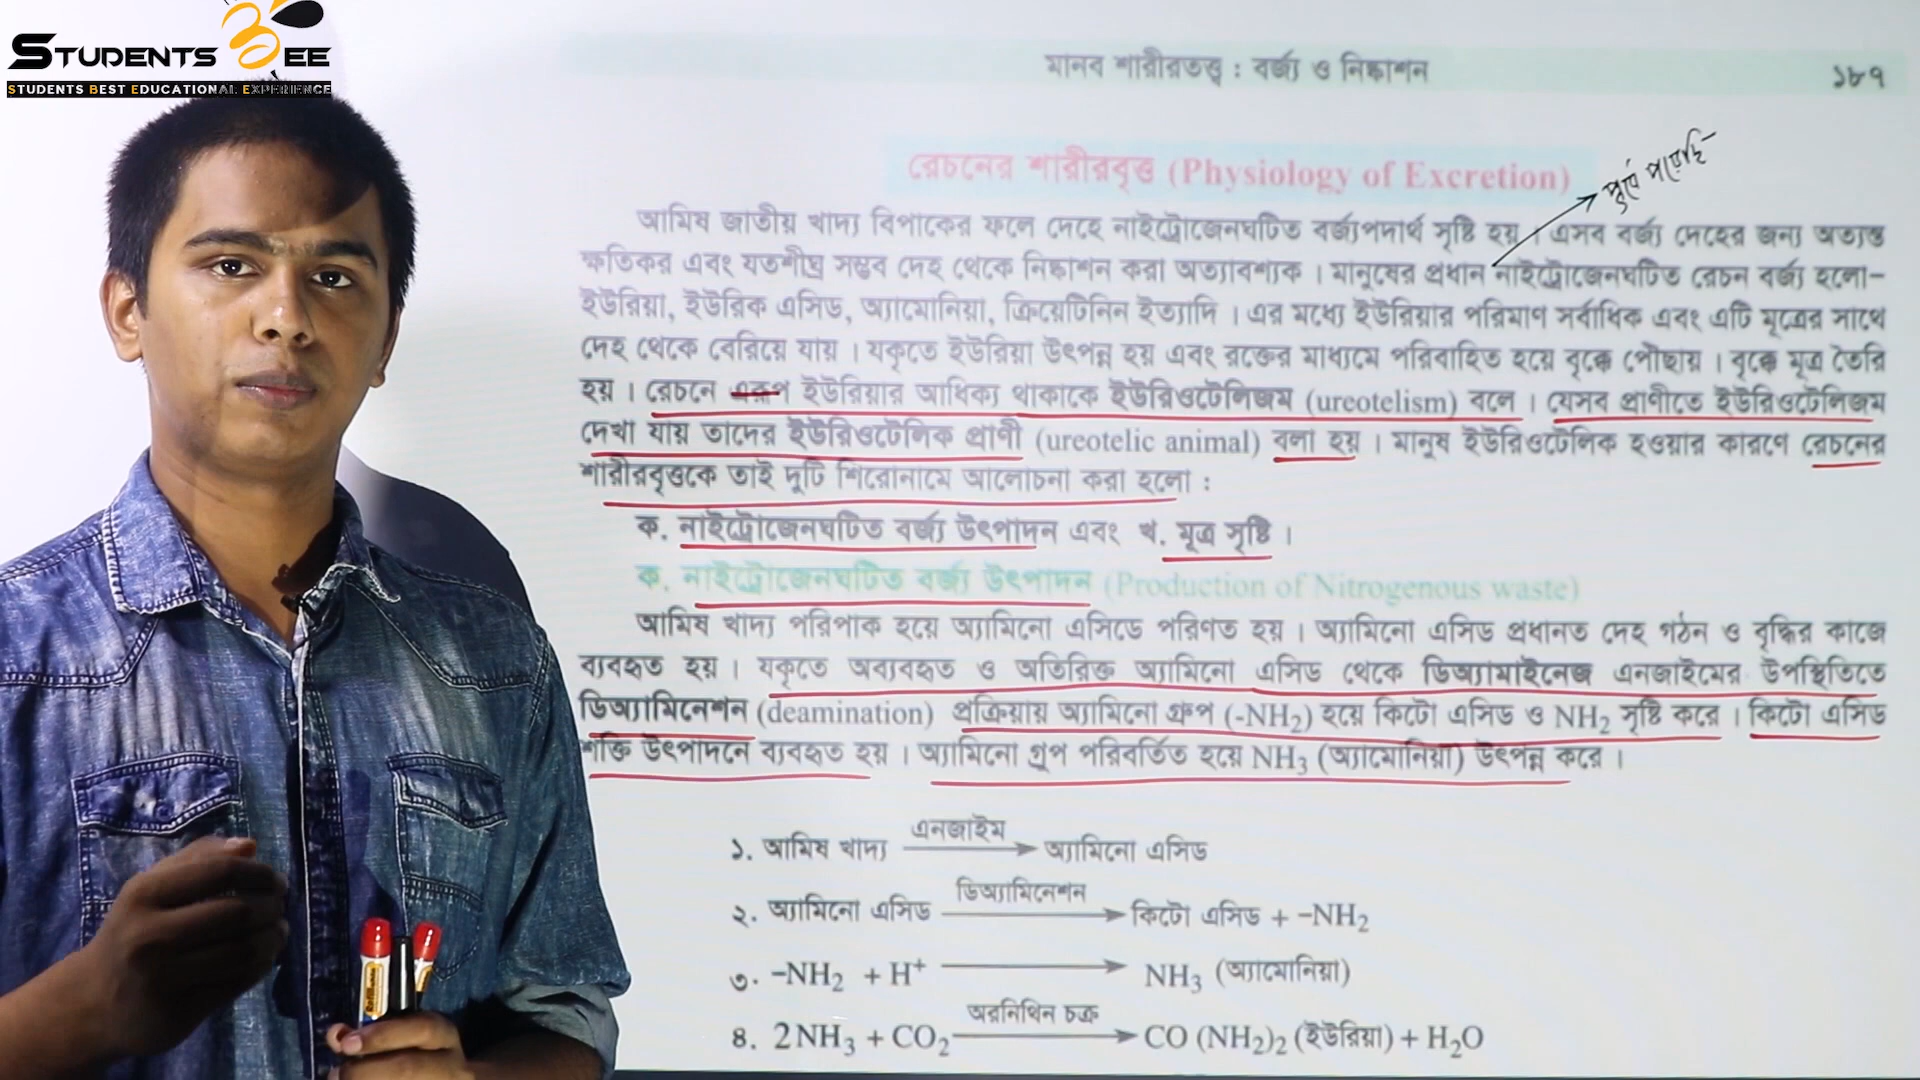 STUDENTS BEE
STUDENTS BEST EDUCATIONAL EXPERIENCE
মানব শারীরতত্ত্ব : বর্জ্য ও নিষ্কাশন
১৮৭
রেচনের শারীরবৃত্ত (Physiology of Excretion)
পূর্বে পড়েছি
আমিষ জাতীয় খাদ্য বিপাকের ফলে দেহে নাইট্রোজেনঘটিত বর্জ্যপদার্থ সৃষ্টি হয় । এসব বর্জ্য দেহের জন্য অত্যন্ত
ক্ষতিকর এবং যতশীঘ্র সম্ভব দেহ থেকে নিষ্কাশন করা অত্যাবশ্যক । মানুষের প্রধান নাইট্রোজেনঘটিত রেচন বর্জ্য হলো–
ইউরিয়া, ইউরিক এসিড, অ্যামোনিয়া, ক্রিয়েটিনিন ইত্যাদি । এর মধ্যে ইউরিয়ার পরিমাণ সর্বাধিক এবং এটি মূত্রের সাথে
দেহ থেকে বেরিয়ে যায় । যকৃতে ইউরিয়া উৎপন্ন হয় এবং রক্তের মাধ্যমে পরিবাহিত হয়ে বৃক্কে পৌছায় । বৃক্কে মূত্র তৈরি
হয় । রেচনে এরূপ ইউরিয়ার আধিক্য থাকাকে ইউরিওটেলিজম (ureotelism) বলে । যেসব প্রাণীতে ইউরিওটেলিজম
দেখা যায় তাদের ইউরিওটেলিক প্রাণী (ureotelic animal) বলা হয় । মানুষ ইউরিওটেলিক হওয়ার কারণে রেচনের
শারীরবৃত্তকে তাই দুটি শিরোনামে আলোচনা করা হলো :
ক. নাইট্রোজেনঘটিত বর্জ্য উৎপাদন এবং খ. মূত্র সৃষ্টি ।
ক. নাইট্রোজেনঘটিত বর্জ্য উৎপাদন (Production of Nitrogenous waste)
আমিষ খাদ্য পরিপাক হয়ে অ্যামিনো এসিডে পরিণত হয় । অ্যামিনো এসিড প্রধানত দেহ গঠন ও বৃদ্ধির কাজে
ব্যবহৃত হয় । যকৃতে অব্যবহৃত ও অতিরিক্ত অ্যামিনো এসিড থেকে ডিঅ্যামাইনেজ এনজাইমের উপস্থিতিতে
ডিঅ্যামিনেশন (deamination) প্রক্রিয়ায় অ্যামিনো গ্রুপ (-NH₂) হয়ে কিটো এসিড ও NH₂ সৃষ্টি করে । কিটো এসিড
শক্তি উৎপাদনে ব্যবহৃত হয় । অ্যামিনো গ্রুপ পরিবর্তিত হয়ে NH₃ (অ্যামোনিয়া) উৎপন্ন করে ।
১. আমিষ খাদ্য এনজাইম → অ্যামিনো এসিড
২. অ্যামিনো এসিড ডিঅ্যামিনেশন → কিটো এসিড + –NH₂
৩. –NH₂ + H⁺ → NH₃ (অ্যামোনিয়া)
৪. 2NH₃ + CO₂ অরনিথিন চক্র → CO (NH₂)₂ (ইউরিয়া) + H₂O